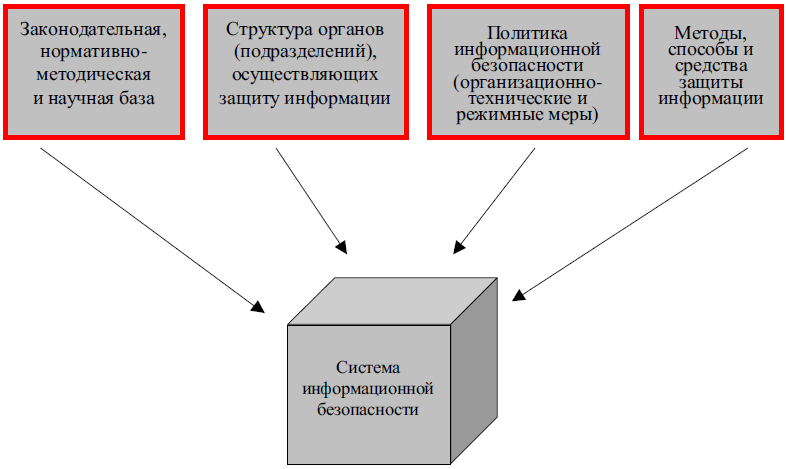 Законодательная,
нормативно-
методическая
и научная база
Структура органов
(подразделений),
осуществляющих
защиту информации
Политика
информационной
безопасности
(организационно-
технические и
режимные меры)
Методы,
способы и
средства
защиты
информации
Система
информационной
безопасности